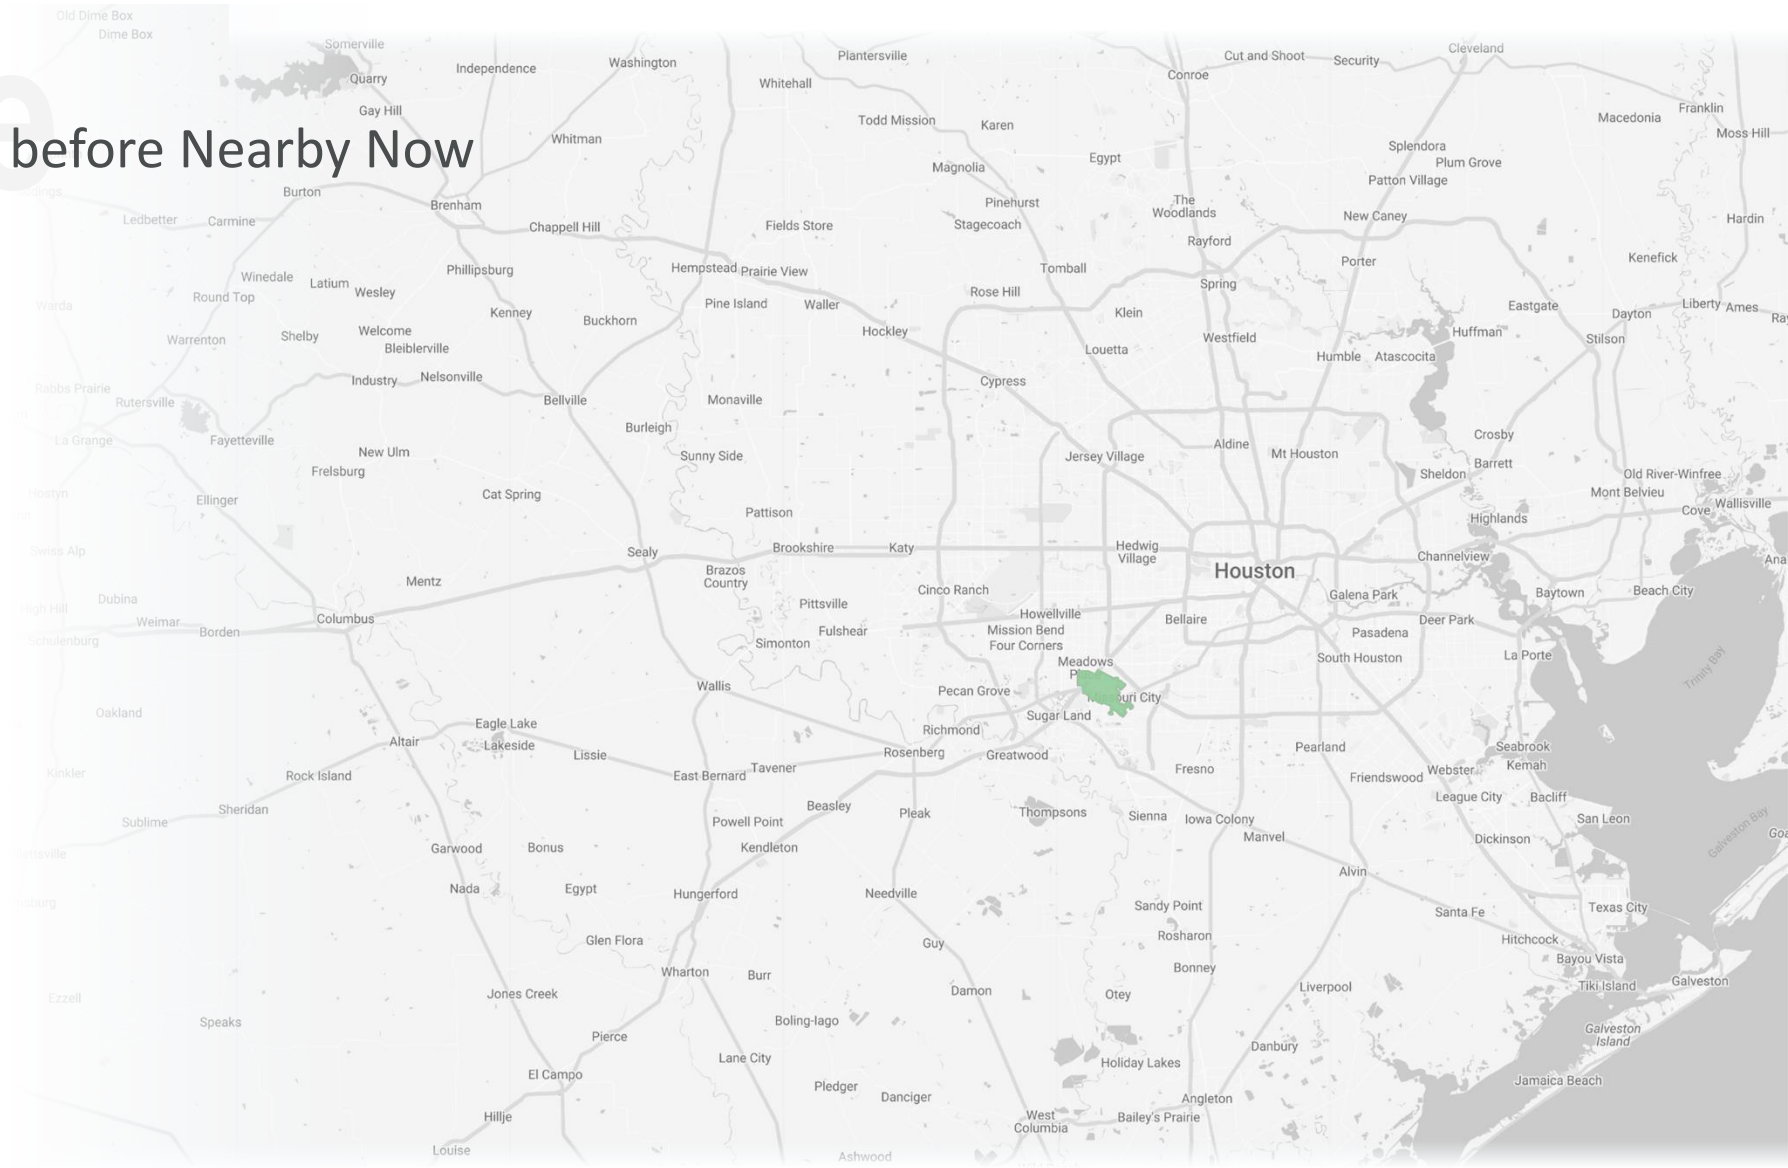 Old Dime Box
Dime Box
Somerville
Quarry
Independence
Washington
Plantersville
Whitehall
Conroe
Cut and Shoot
Security
Cleveland
Gay Hill
Todd Mission
Karen
Macedonia
Franklin
Moss Hill
before Nearby Now
Whitman
Magnolia
Egypt
Splendora
Plum Grove
Patton Village
Burton
Brenham
Pinehurst
The
Woodlands
New Caney
Hardin
Ledbetter
Carmine
Chappell Hill
Fields Store
Stagecoach
Rayford
Porter
Kenefick
Winedale
Latium
Wesley
Phillipsburg
Hempstead
Prairie View
Tomball
Spring
Round Top
Warda
Kenney
Buckhorn
Pine Island
Waller
Rose Hill
Klein
Eastgate
Dayton
Liberty
Ames
Warrenton
Shelby
Welcome
Bleiblerville
Hockley
Louetta
Westfield
Humble
Atascocita
Huffman
Stilson
Rabbs Prairie
Rutersville
Industry
Nelsonville
Bellville
Monaville
Cypress
La Grange
Fayetteville
New Ulm
Frelsburg
Burleigh
Sunny Side
Jersey Village
Aldine
Mt Houston
Crosby
Barrett
Sheldon
Old River-Winfree
Mont Belvieu
Hostyn
Ellinger
Cat Spring
Pattison
Highlands
Cove
Wallisville
Swiss Alp
Sealy
Brookshire
Katy
Hedwig
Village
Houston
Channelview
Mentz
Brazos
Country
Cinco Ranch
Galena Park
Baytown
Beach City
High Hill
Dubina
Weimar
Borden
Columbus
Pittsville
Fulshear
Simonton
Howellville
Mission Bend
Four Corners
Bellaire
Pasadena
Deer Park
Schulenburg
Meadows
South Houston
La Porte
Trinity Bay
Wallis
Pecan Grove
Missouri City
Sugar Land
Oakland
Altair
Eagle Lake
Lakeside
Lissie
Richmond
Rosenberg
Greatwood
Pearland
Seabrook
Kemah
Kinkler
Rock Island
East Bernard
Tavener
Fresno
Friendswood
Webster
League City
Bacliff
Sublime
Sheridan
Beasley
Pleak
Thompsons
Sienna
Iowa Colony
Manvel
San Leon
Dickinson
Galveston Bay
Garwood
Bonus
Powell Point
Kendleton
Nada
Egypt
Hungerford
Needville
Alvin
Sandy Point
Santa Fe
Texas City
Glen Flora
Guy
Rosharon
Hitchcock
Bayou Vista
Wharton
Burr
Bonney
Tiki Island
Galveston
Ezzell
Jones Creek
Damon
Otey
Liverpool
Speaks
Pierce
Boling-Iago
Galveston
Island
Lane City
Holiday Lakes
Danbury
El Campo
Pledger
Danciger
Jamaica Beach
Hillje
West
Columbia
Bailey's Prairie
Angleton
Louise
Ashwood